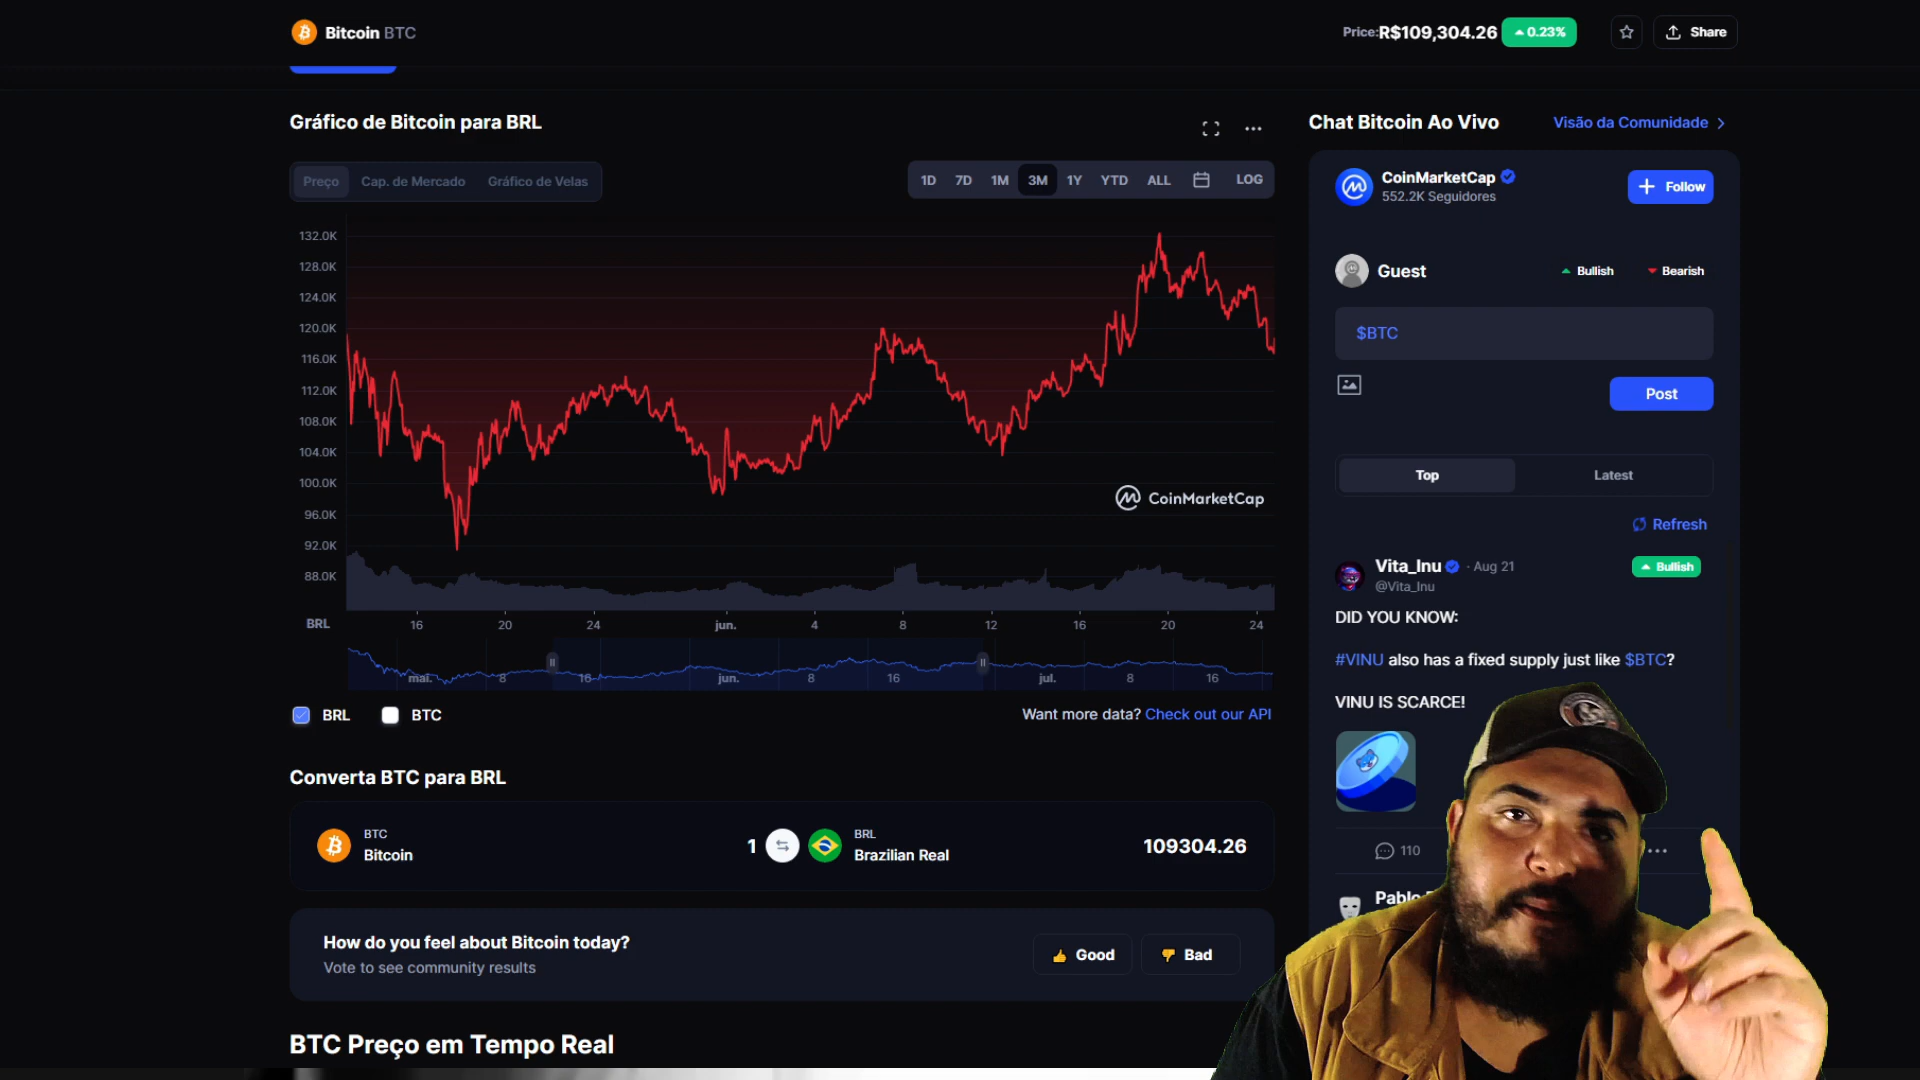 Bitcoin BTC
Price:R$109,304.26
0.23%
Share
Gráfico de Bitcoin para BRL
Preço
Cap. de Mercado
Gráfico de Velas
1D
7D
1M
3M
1Y
YTD
ALL
LOG
132.0K
128.0K
124.0K
120.0K
116.0K
112.0K
108.0K
104.0K
100.0K
96.0K
92.0K
88.0K
CoinMarketCap
BRL
16
20
24
jun.
4
8
12
16
20
24
mai.
8
16
jun.
8
16
jul.
8
16
BRL
BTC
Want more data? Check out our API
Converta BTC para BRL
BTC
Bitcoin
1
BRL
Brazilian Real
109304.26
How do you feel about Bitcoin today?
Vote to see community results
Good
Bad
BTC Preço em Tempo Real
Chat Bitcoin Ao Vivo
Visão da Comunidade
CoinMarketCap
552.2K Seguidores
Follow
Guest
Bullish
Bearish
$BTC
Post
Top
Latest
Refresh
Vita_Inu · Aug 21
@Vita_Inu
Bullish
DID YOU KNOW:
#VINU also has a fixed supply just like $BTC?
VINU IS SCARCE!
110
Pablo